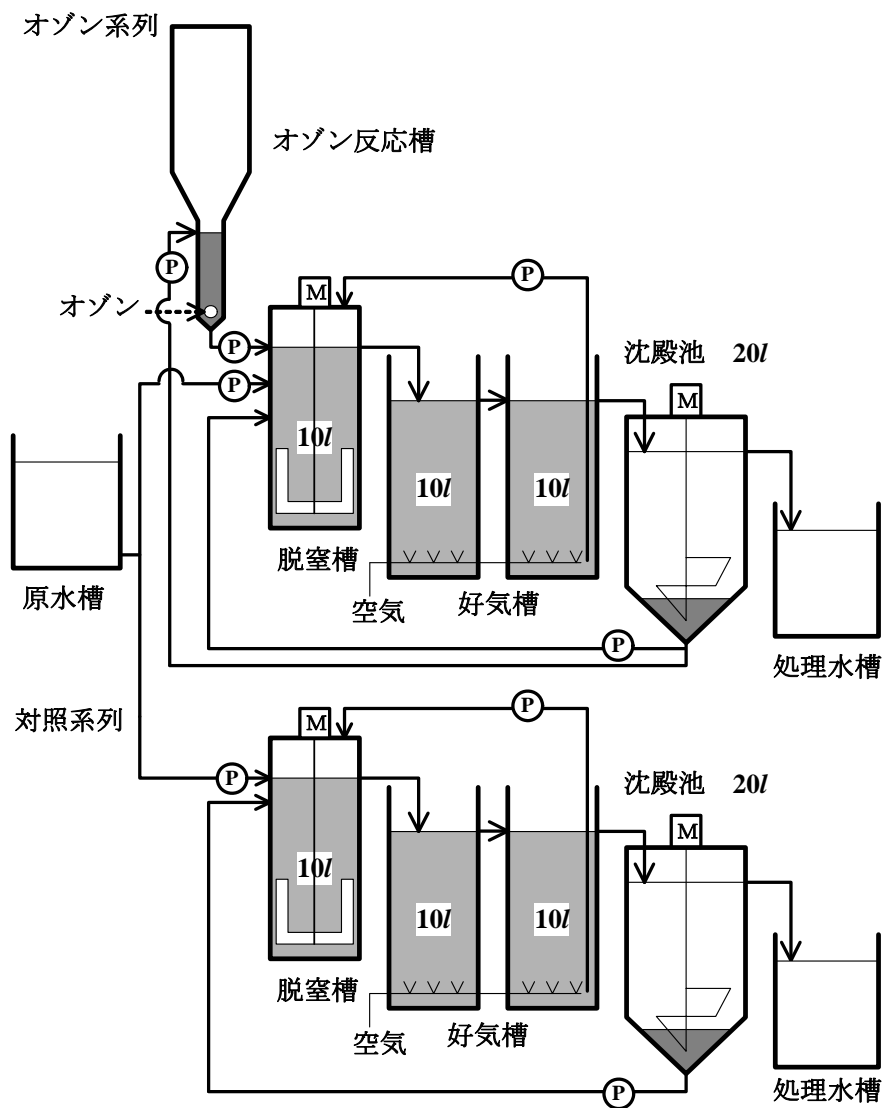 オゾン系列
オゾン反応槽
P
P
オゾン
M
P
沈殿池 20l
P
M
10l
10l
10l
脱窒槽
原水槽
空気
好気槽
P
処理水槽
対照系列
M
P
沈殿池 20l
P
M
10l
10l
10l
脱窒槽
空気
好気槽
P
処理水槽